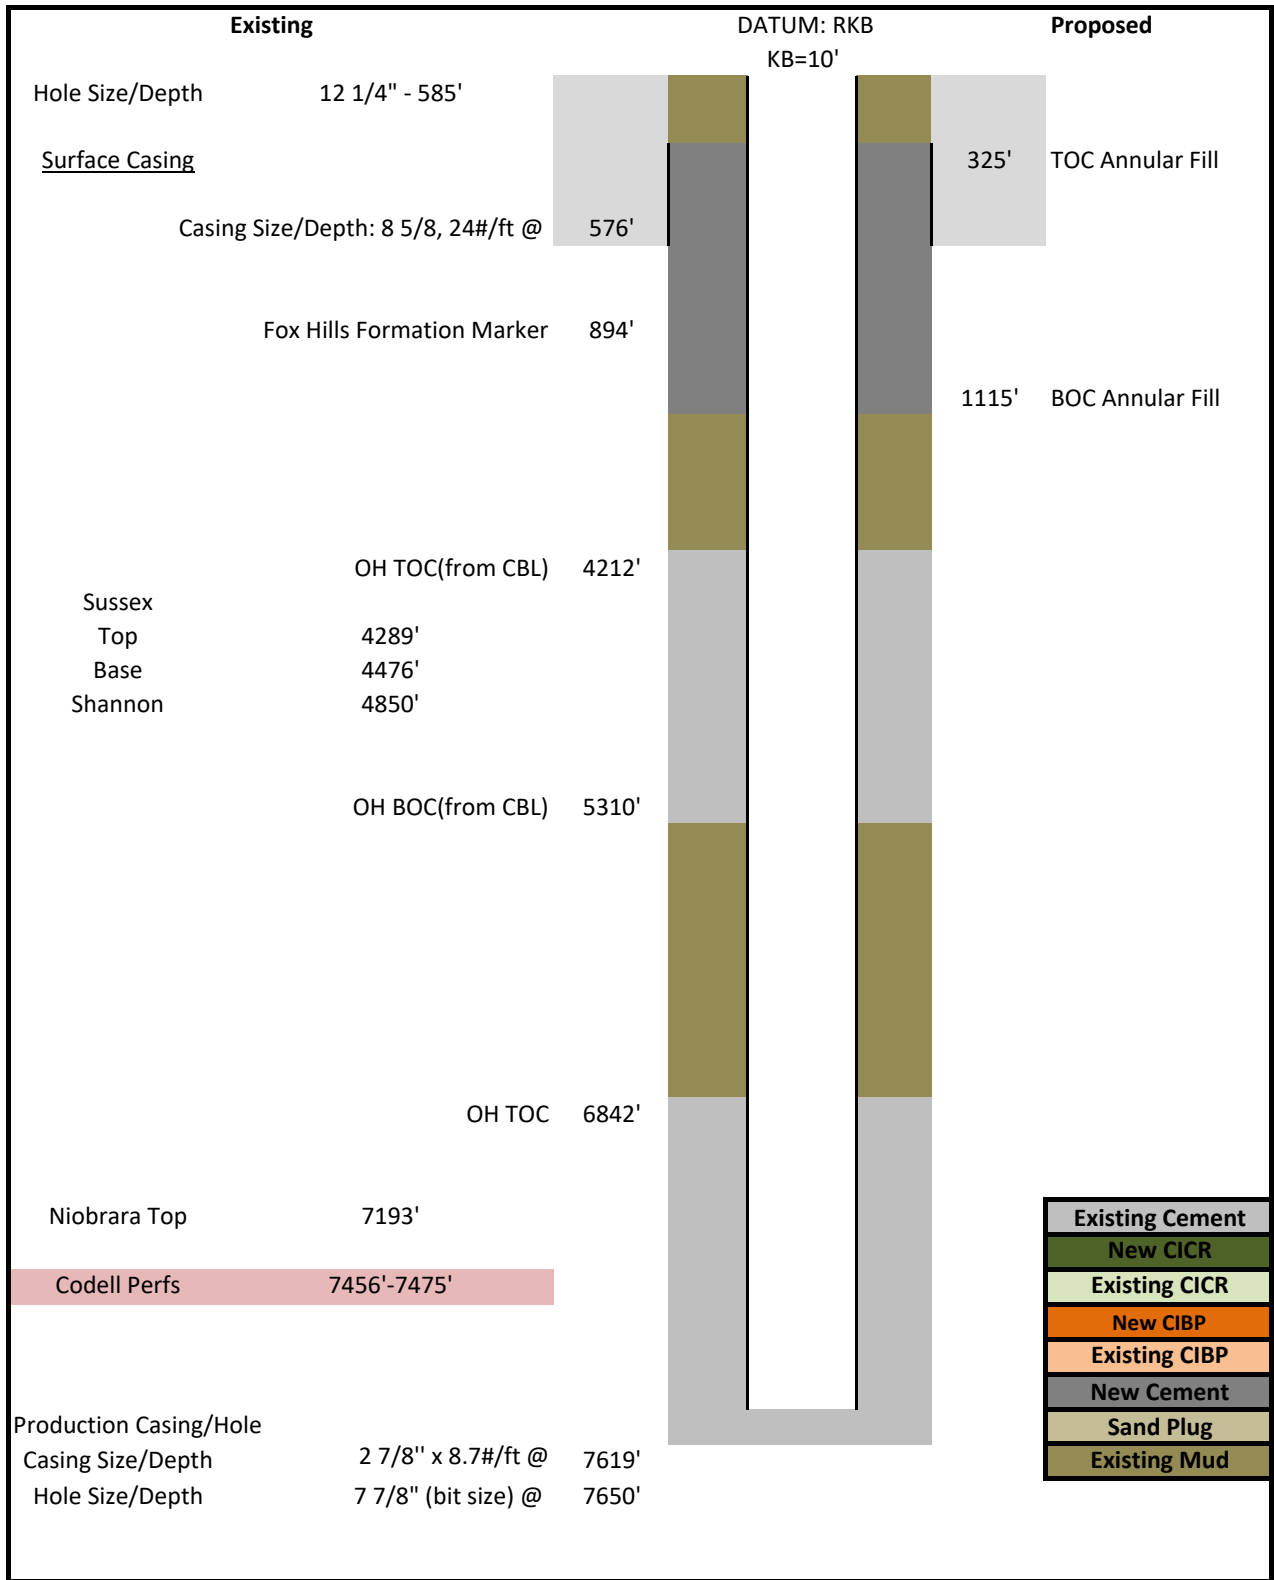 Existing DATUM: RKB Proposed
KB=10'
Hole Size/Depth 12 1/4" - 585'
Surface Casing 325' TOC Annular Fill
Casing Size/Depth: 8 5/8, 24#/ft @ 576'
Fox Hills Formation Marker 894'
1115' BOC Annular Fill
OH TOC(from CBL) 4212'
Sussex
Top 4289'
Base 4476'
Shannon 4850'
OH BOC(from CBL) 5310'
OH TOC 6842'
Niobrara Top 7193' Existing Cement
New CICR
Codell Perfs 7456'-7475' Existing CICR
New CIBP
Existing CIBP
New Cement
Production Casing/Hole Sand Plug
Casing Size/Depth 2 7/8'' x 8.7#/ft @ 7619' Existing Mud
Hole Size/Depth 7 7/8" (bit size) @ 7650'